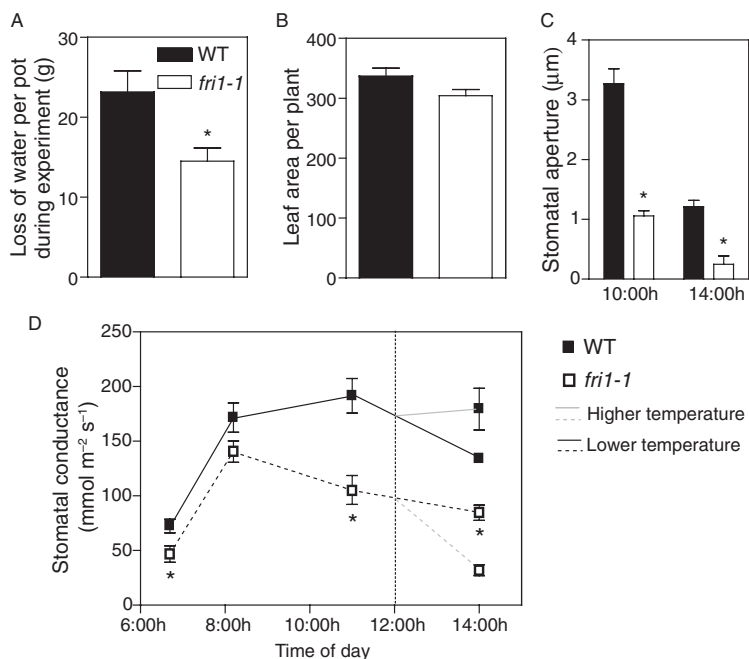 A
Loss of water per pot
during experiment (g)
30
20
10
0
WT
fri1-1
*
B
Leaf area per plant
400
300
200
100
0
C
Stomatal aperture (μm)
4
3
2
1
0
*
*
10:00h
14:00h
D
Stomatal conductance
(mmol m⁻² s⁻¹)
250
200
150
100
50
0
*
*
*
6:00h
8:00h
10:00h
12:00h
14:00h
Time of day
WT
fri1-1
Higher temperature
Lower temperature